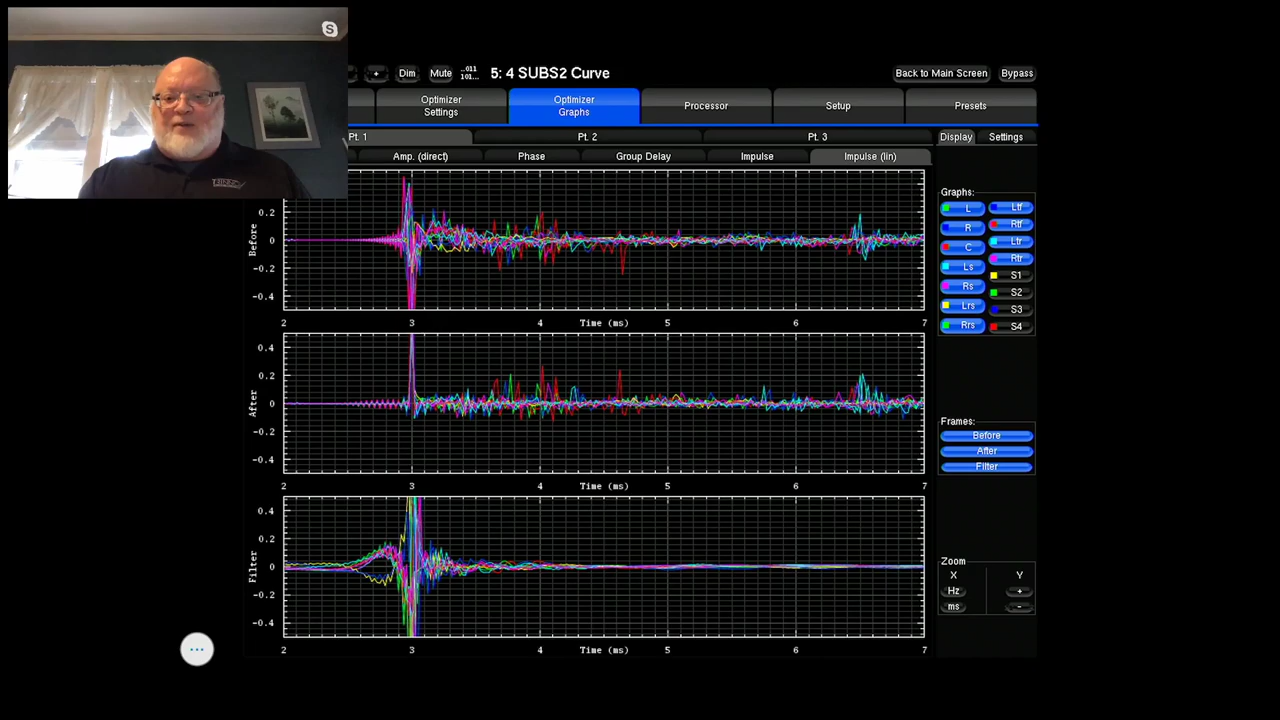 S
+ Dim Mute ..011 101... 5: 4 SUBS2 Curve Back to Main Screen Bypass
Optimizer Settings Optimizer Graphs Processor Setup Presets
Pt. 1 Pt. 2 Pt. 3 Display Settings
Amp. (direct) Phase Group Delay Impulse Impulse (lin)
Graphs:
L Ltf
R Rtf
C Ltr
Ls Rtr
Rs S1
Lrs S2
Rrs S3
S4
Before
0.2
0
-0.2
-0.4
2 3 4 5 6 7
Time (ms)
After
0.4
0.2
0
-0.2
-0.4
2 3 4 5 6 7
Time (ms)
Frames:
Before
After
Filter
Filter
0.4
0.2
0
-0.2
-0.4
2 3 4 5 6 7
Time (ms)
Zoom
X Y
Hz +
ms -